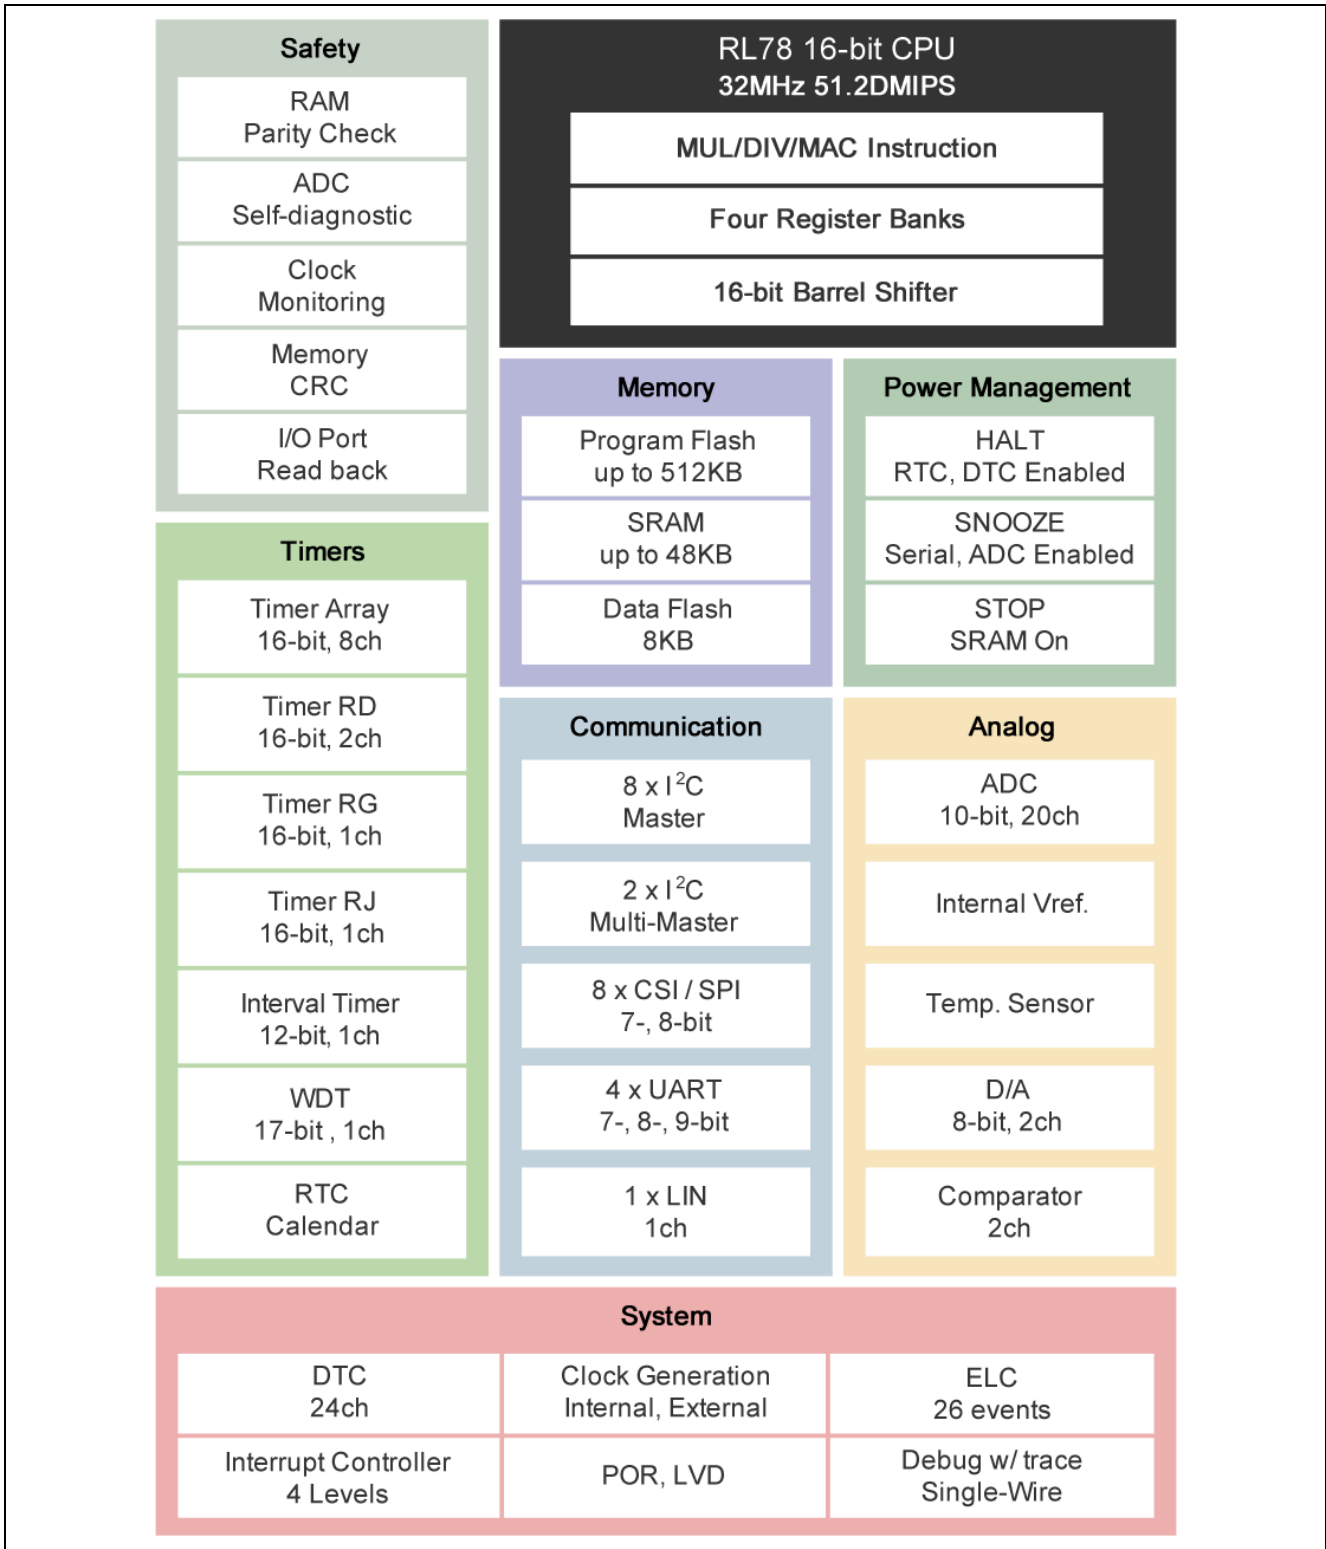 Safety
RAM
Parity Check
ADC
Self-diagnostic
Clock
Monitoring
Memory
CRC
I/O Port
Read back
RL78 16-bit CPU
32MHz 51.2DMIPS
MUL/DIV/MAC Instruction
Four Register Banks
16-bit Barrel Shifter
Memory
Program Flash
up to 512KB
SRAM
up to 48KB
Data Flash
8KB
Power Management
HALT
RTC, DTC Enabled
SNOOZE
Serial, ADC Enabled
STOP
SRAM On
Timers
Timer Array
16-bit, 8ch
Timer RD
16-bit, 2ch
Timer RG
16-bit, 1ch
Timer RJ
16-bit, 1ch
Interval Timer
12-bit, 1ch
WDT
17-bit , 1ch
RTC
Calendar
Communication
8 x I²C
Master
2 x I²C
Multi-Master
8 x CSI / SPI
7-, 8-bit
4 x UART
7-, 8-, 9-bit
1 x LIN
1ch
Analog
ADC
10-bit, 20ch
Internal Vref.
Temp. Sensor
D/A
8-bit, 2ch
Comparator
2ch
System
DTC
24ch
Clock Generation
Internal, External
ELC
26 events
Interrupt Controller
4 Levels
POR, LVD
Debug w/ trace
Single-Wire